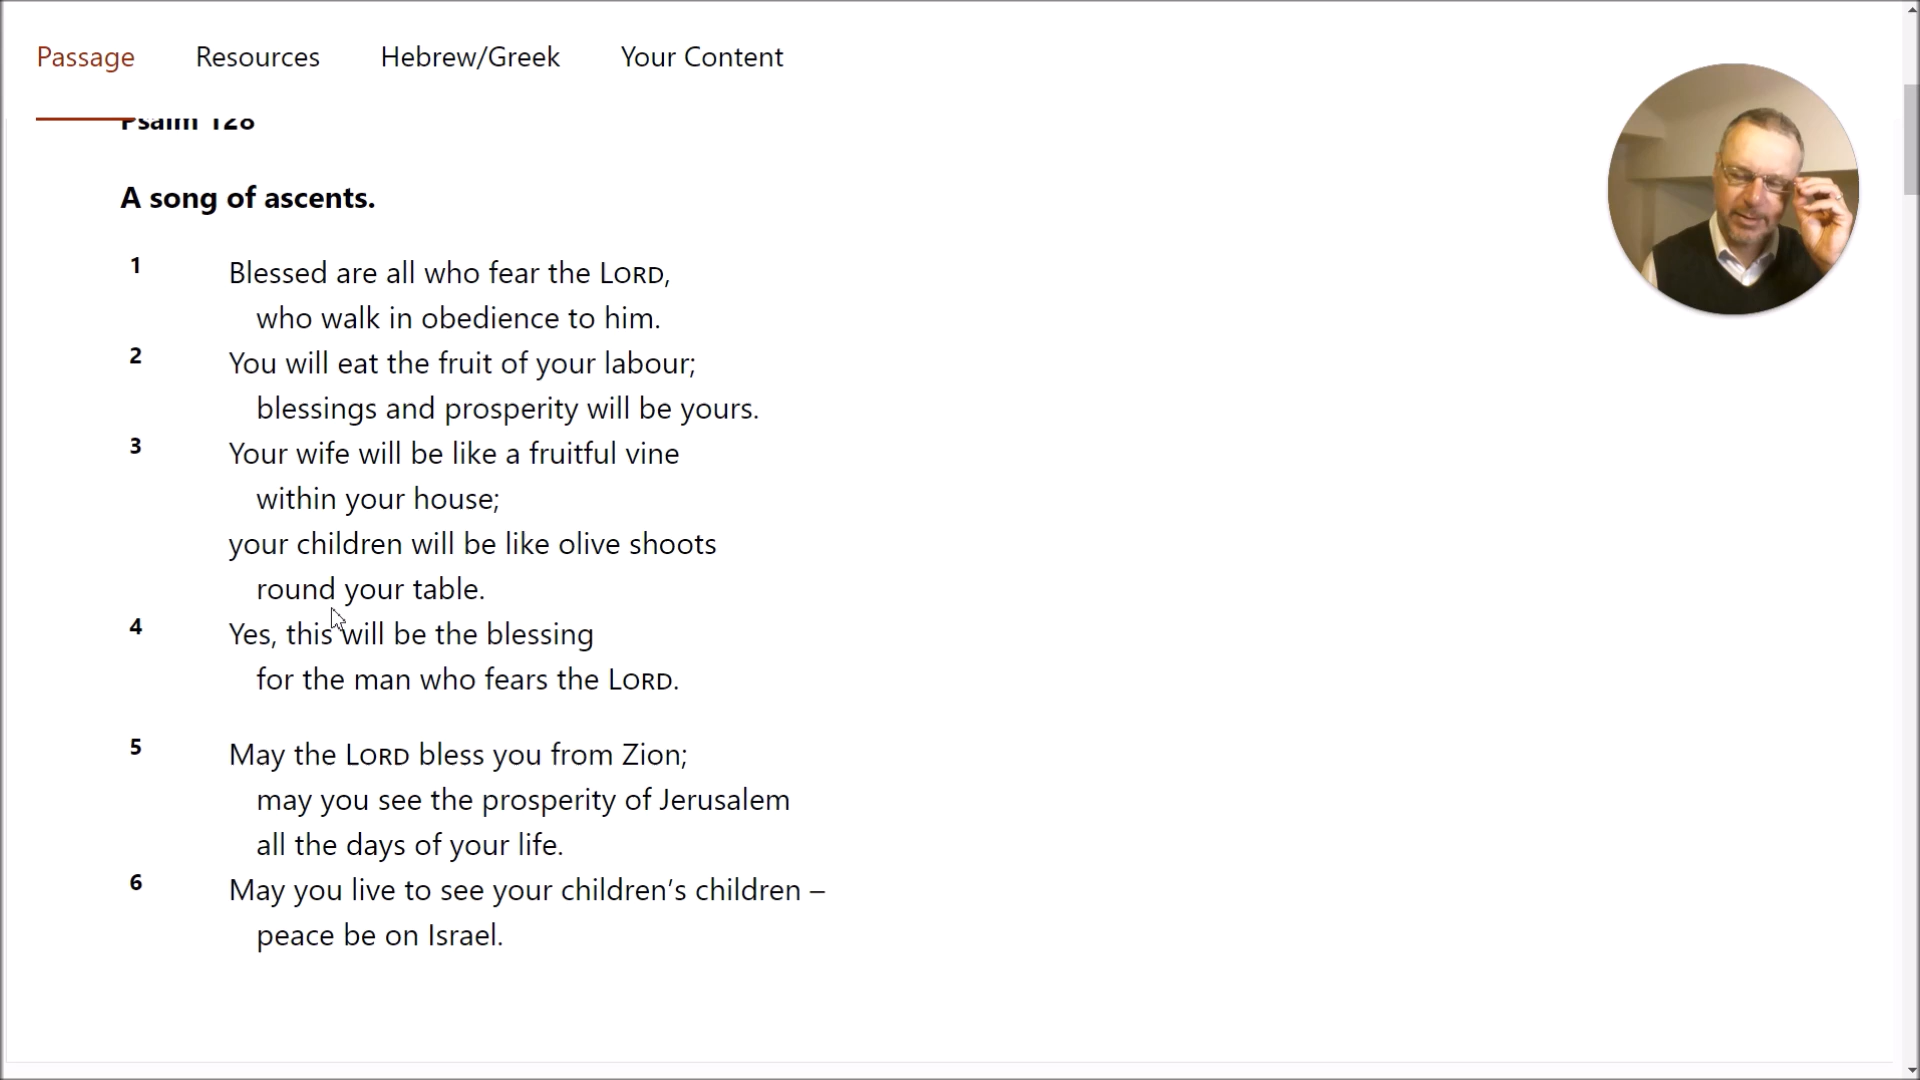 Passage Resources Hebrew/Greek Your Content
Psalm 128
A song of ascents.
1 Blessed are all who fear the LORD,
who walk in obedience to him.
2 You will eat the fruit of your labour;
blessings and prosperity will be yours.
3 Your wife will be like a fruitful vine
within your house;
your children will be like olive shoots
round your table.
4 Yes, this will be the blessing
for the man who fears the LORD.
5 May the LORD bless you from Zion;
may you see the prosperity of Jerusalem
all the days of your life.
6 May you live to see your children’s children –
peace be on Israel.